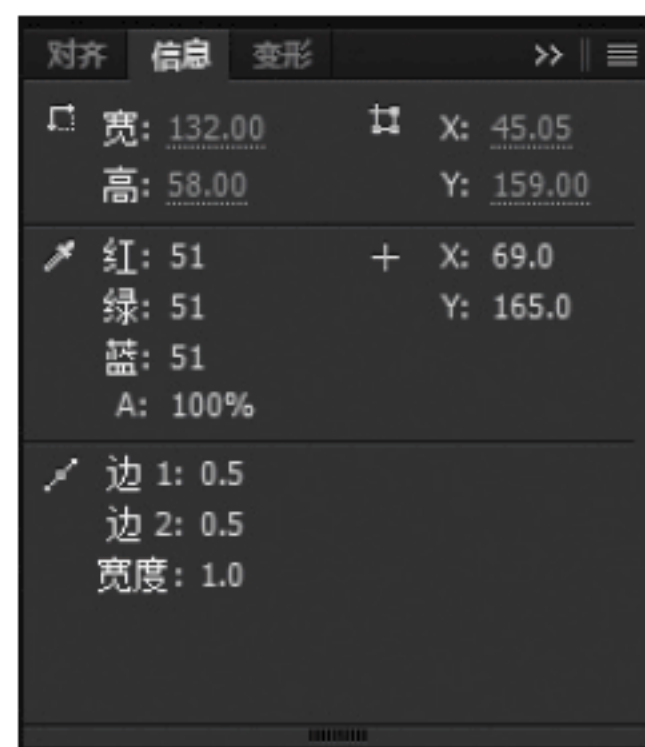 对齐 信息 变形
宽: 132.00 X: 45.05
高: 58.00 Y: 159.00
红: 51 X: 69.0
绿: 51 Y: 165.0
蓝: 51
A: 100%
边 1: 0.5
边 2: 0.5
宽度: 1.0